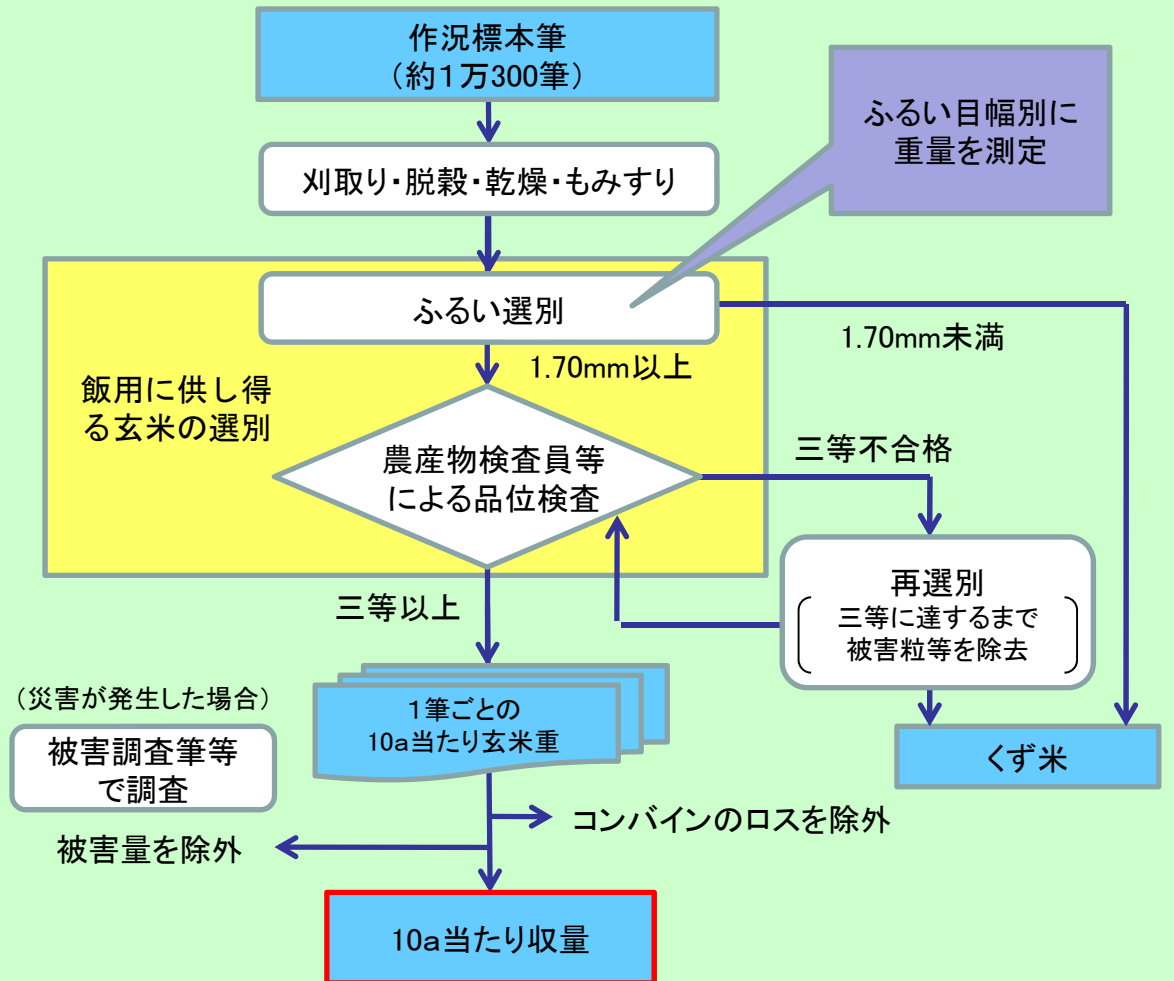 作況標本筆
（約１万300筆）
ふるい目幅別に
重量を測定
刈取り・脱穀・乾燥・もみすり
ふるい選別
1.70mm未満
1.70mm以上
飯用に供し得
る玄米の選別
農産物検査員等
による品位検査
三等不合格
再選別
三等に達するまで
被害粒等を除去
三等以上
（災害が発生した場合）
被害調査筆等
で調査
１筆ごとの
10a当たり玄米重
くず米
コンバインのロスを除外
被害量を除外
10a当たり収量